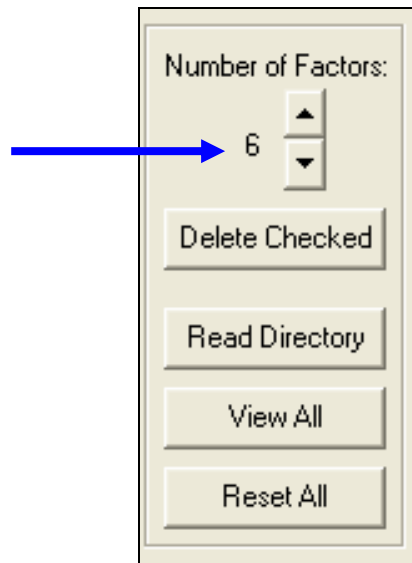 Number of Factors:
6
Delete Checked
Read Directory
View All
Reset All